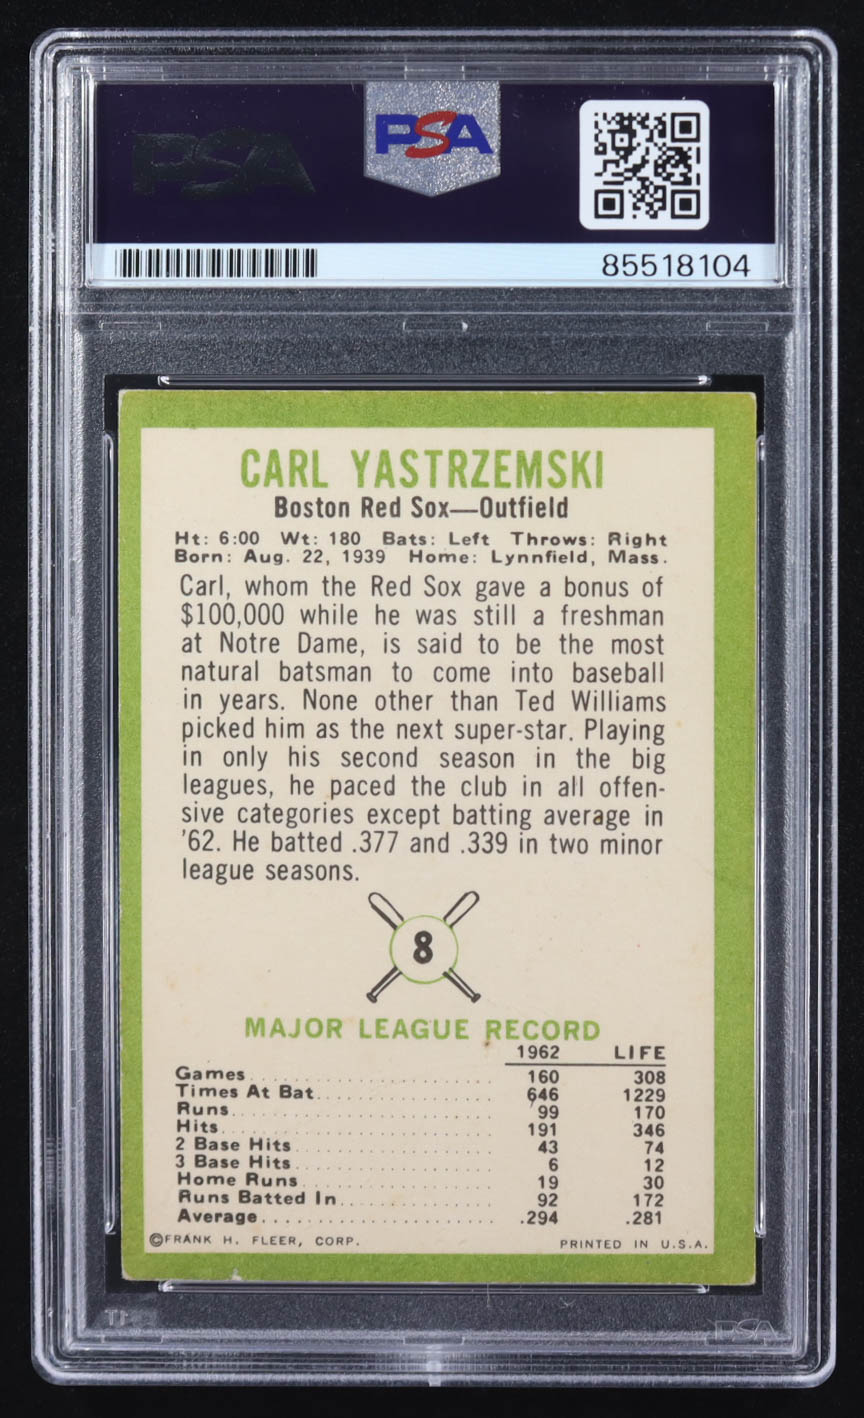 PSA
PSA
85518104
CARL YASTRZEMSKI
Boston Red Sox—Outfield
Ht: 6:00 Wt: 180 Bats: Left Throws: Right
Born: Aug. 22, 1939 Home: Lynnfield, Mass.
Carl, whom the Red Sox gave a bonus of
$100,000 while he was still a freshman
at Notre Dame, is said to be the most
natural batsman to come into baseball
in years. None other than Ted Williams
picked him as the next super-star. Playing
in only his second season in the big
leagues, he paced the club in all offen-
sive categories except batting average in
'62. He batted .377 and .339 in two minor
league seasons.
8
MAJOR LEAGUE RECORD
1962 LIFE
Games 160 308
Times At Bat 646 1229
Runs 99 170
Hits 191 346
2 Base Hits 43 74
3 Base Hits 6 12
Home Runs 19 30
Runs Batted In 92 172
Average .294 .281
©FRANK H. FLEER, CORP. PRINTED IN U.S.A.
PSA